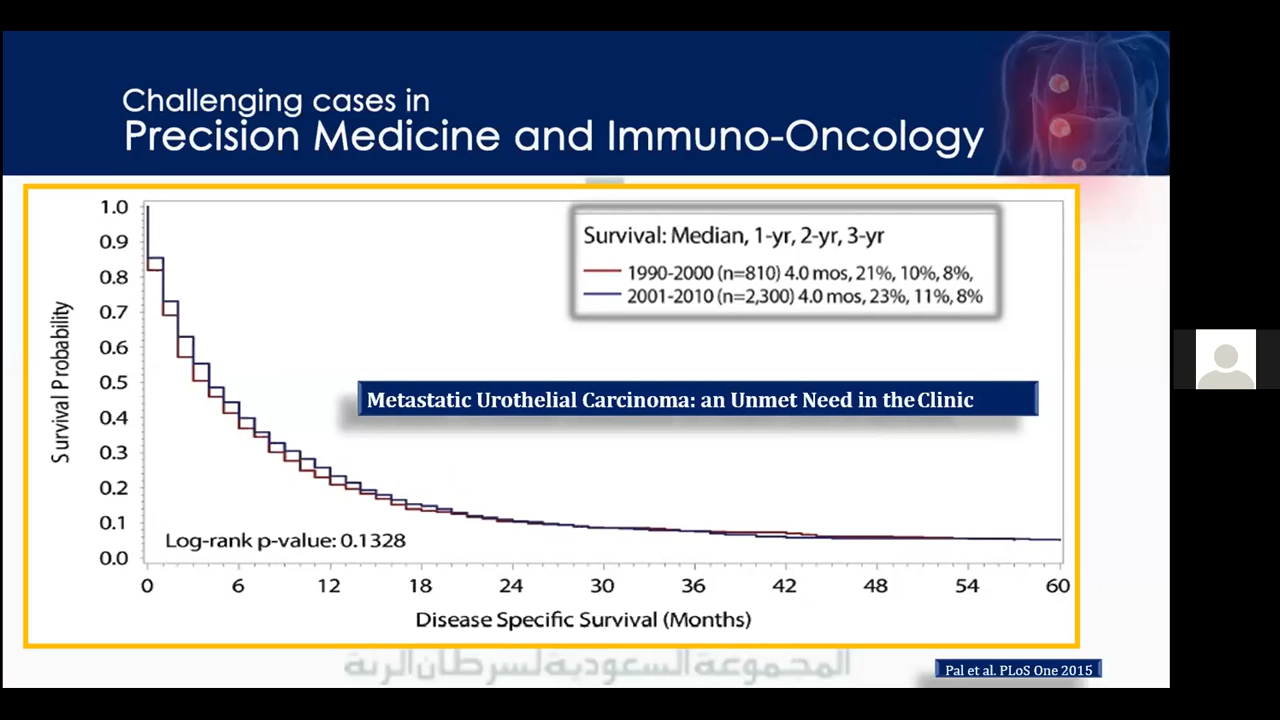 Challenging cases in
Precision Medicine and Immuno-Oncology
Survival Probability
1.0
0.9
0.8
0.7
0.6
0.5
0.4
0.3
0.2
0.1
0.0
Survival: Median, 1-yr, 2-yr, 3-yr
1990-2000 (n=810) 4.0 mos, 21%, 10%, 8%,
2001-2010 (n=2,300) 4.0 mos, 23%, 11%, 8%
Metastatic Urothelial Carcinoma: an Unmet Need in the Clinic
Log-rank p-value: 0.1328
0 6 12 18 24 30 36 42 48 54 60
Disease Specific Survival (Months)
المجموعة السعودية لسرطان الرئة
Pal et al. PLoS One 2015